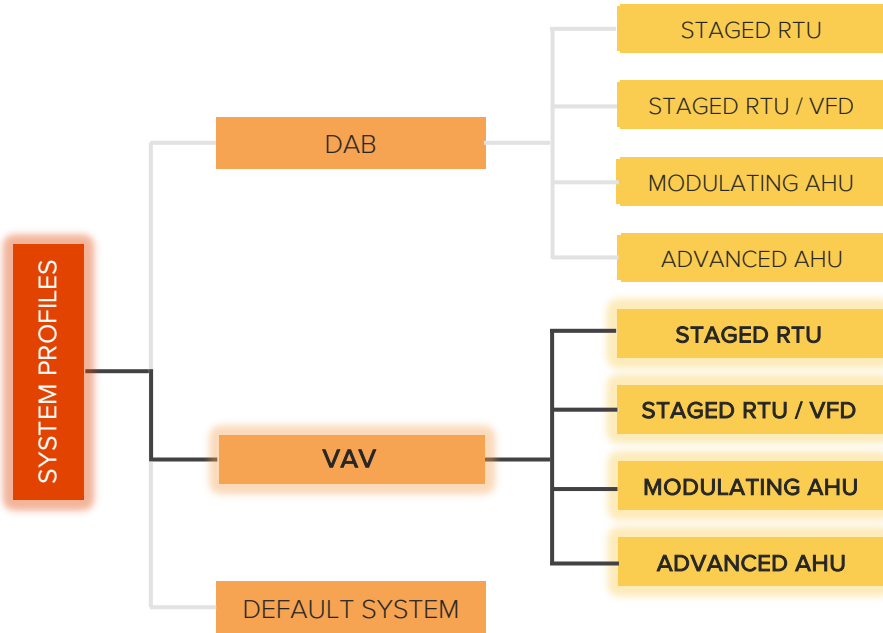 SYSTEM PROFILES
DAB
STAGED RTU
STAGED RTU / VFD
MODULATING AHU
ADVANCED AHU
VAV
STAGED RTU
STAGED RTU / VFD
MODULATING AHU
ADVANCED AHU
DEFAULT SYSTEM